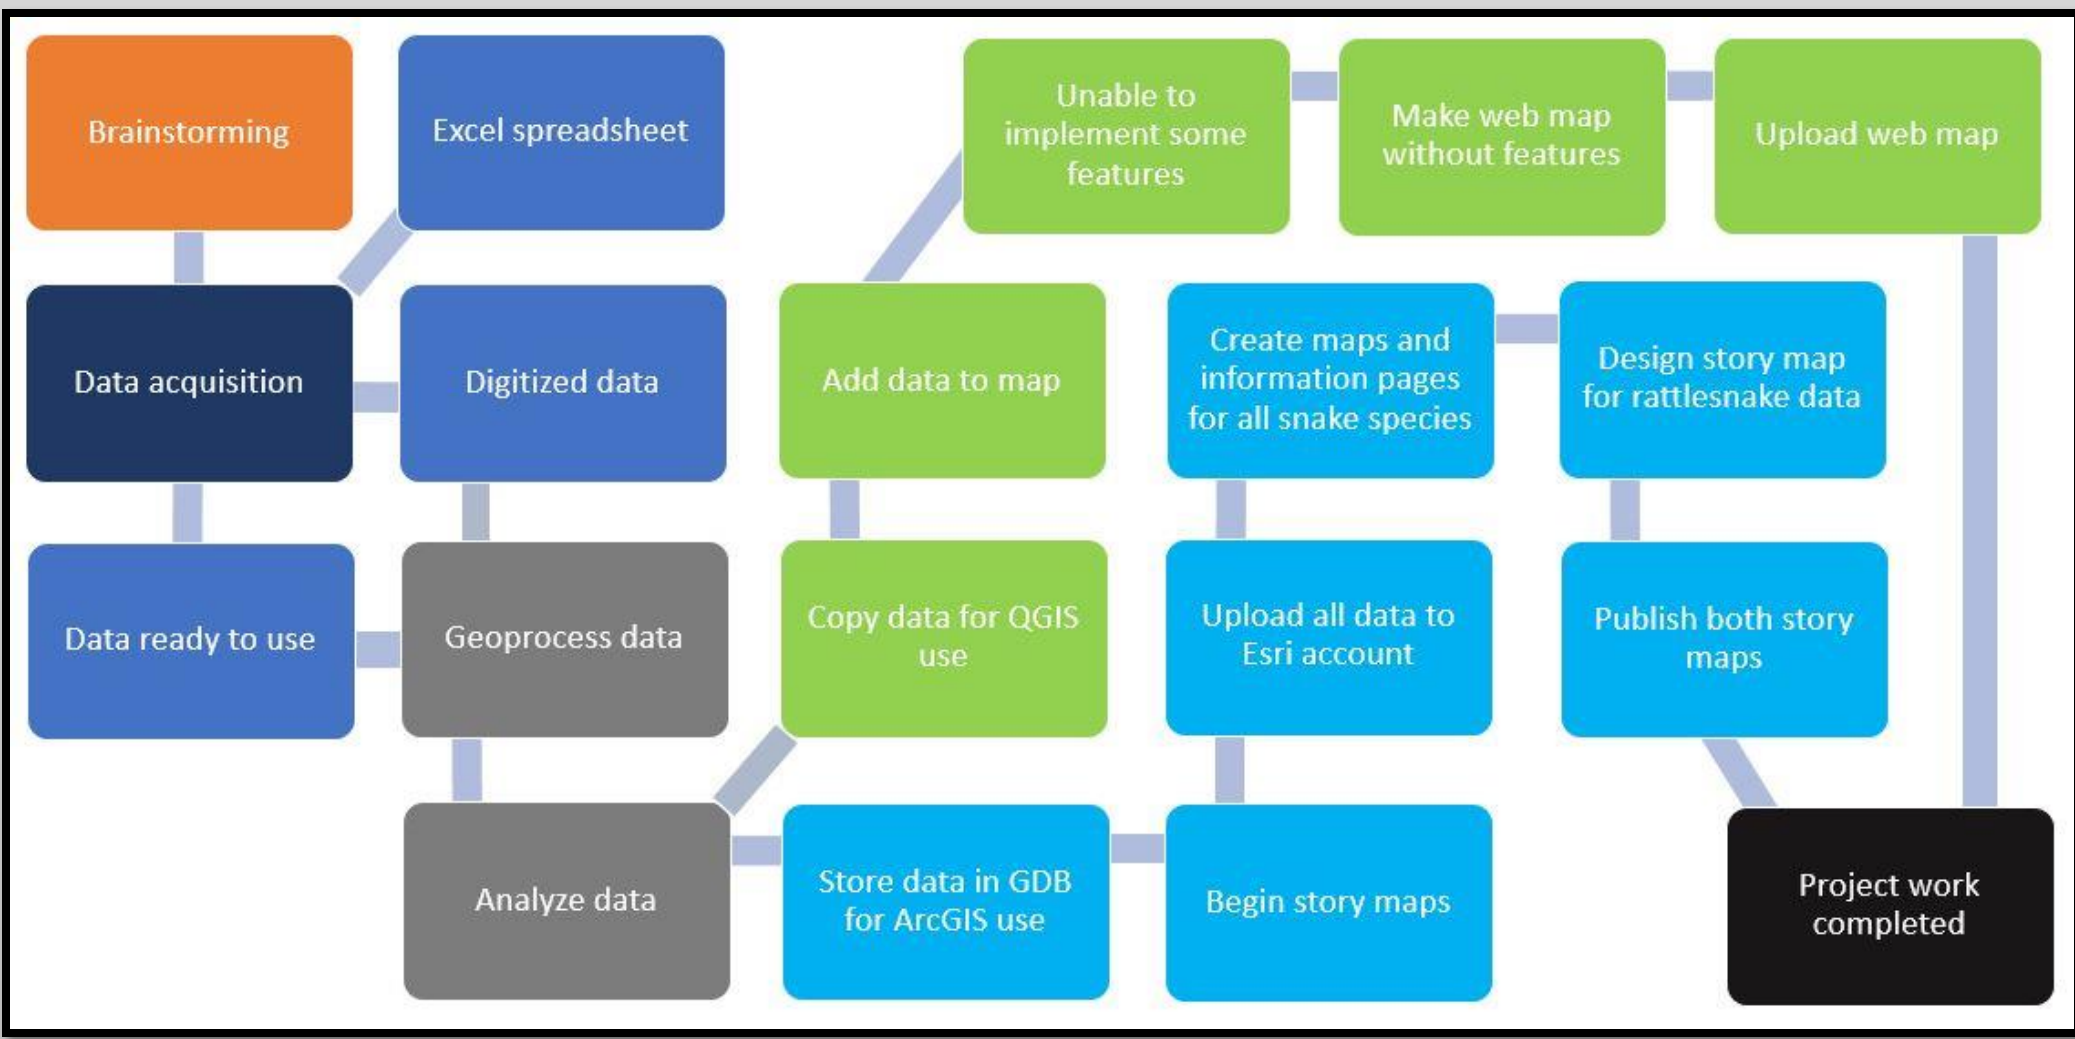 Brainstorming
Excel spreadsheet
Unable to
implement some
features
Make web map
without features
Upload web map
Data acquisition
Digitized data
Add data to map
Create maps and
information pages
for all snake species
Design story map
for rattlesnake data
Data ready to use
Geoprocess data
Copy data for QGIS
use
Upload all data to
Esri account
Publish both story
maps
Analyze data
Store data in GDB
for ArcGIS use
Begin story maps
Project work
completed